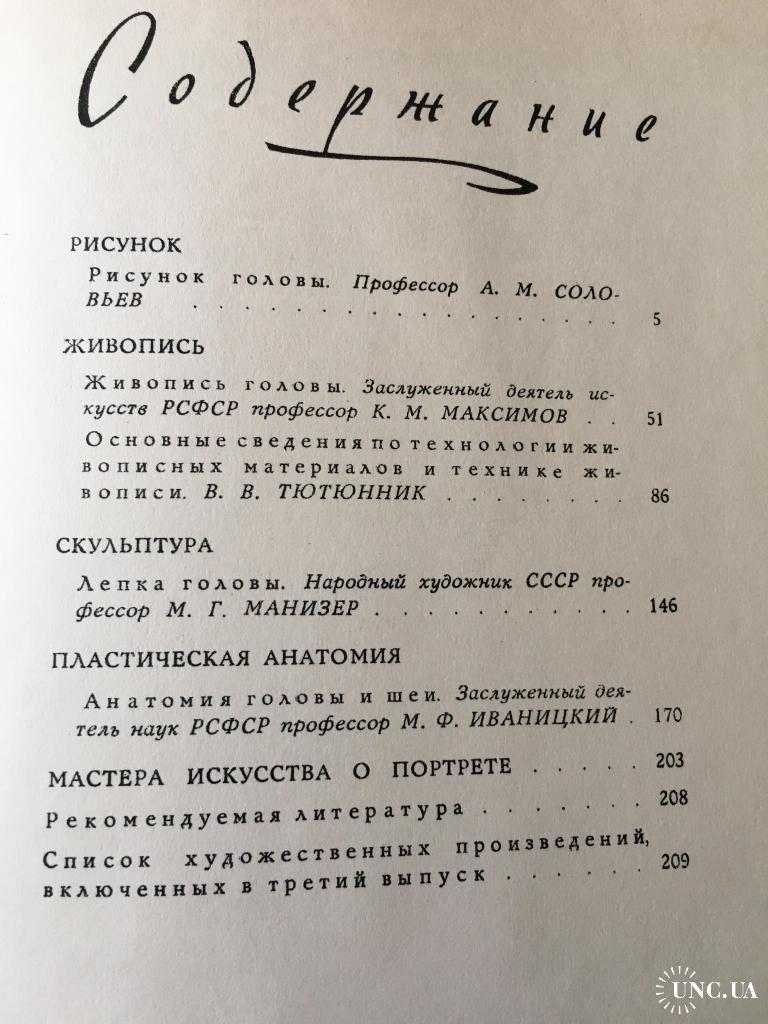 Содержание
РИСУНОК
Рисунок головы. Профессор А. М. СОЛО-
ВЬЕВ . . . . . . . . . . . . . . . . . . 5
ЖИВОПИСЬ
Живопись головы. Заслуженный деятель ис-
кусств РСФСР профессор К. М. МАКСИМОВ . . 51
Основные сведения по технологии жи-
вописных материалов и технике жи-
вописи. В. В. ТЮТЮННИК . . . . . . . . 86
СКУЛЬПТУРА
Лепка головы. Народный художник СССР про-
фессор М. Г. МАНИЗЕР . . . . . . . . . . . 146
ПЛАСТИЧЕСКАЯ АНАТОМИЯ
Анатомия головы и шеи. Заслуженный дея-
тель наук РСФСР профессор М. Ф. ИВАНИЦКИЙ . 170
МАСТЕРА ИСКУССТВА О ПОРТРЕТЕ . . . . . 203
Рекомендуемая литература . . . . . . . 208
Список художественных произведений,
включенных в третий выпуск . . . . . . 209
UNC.UA